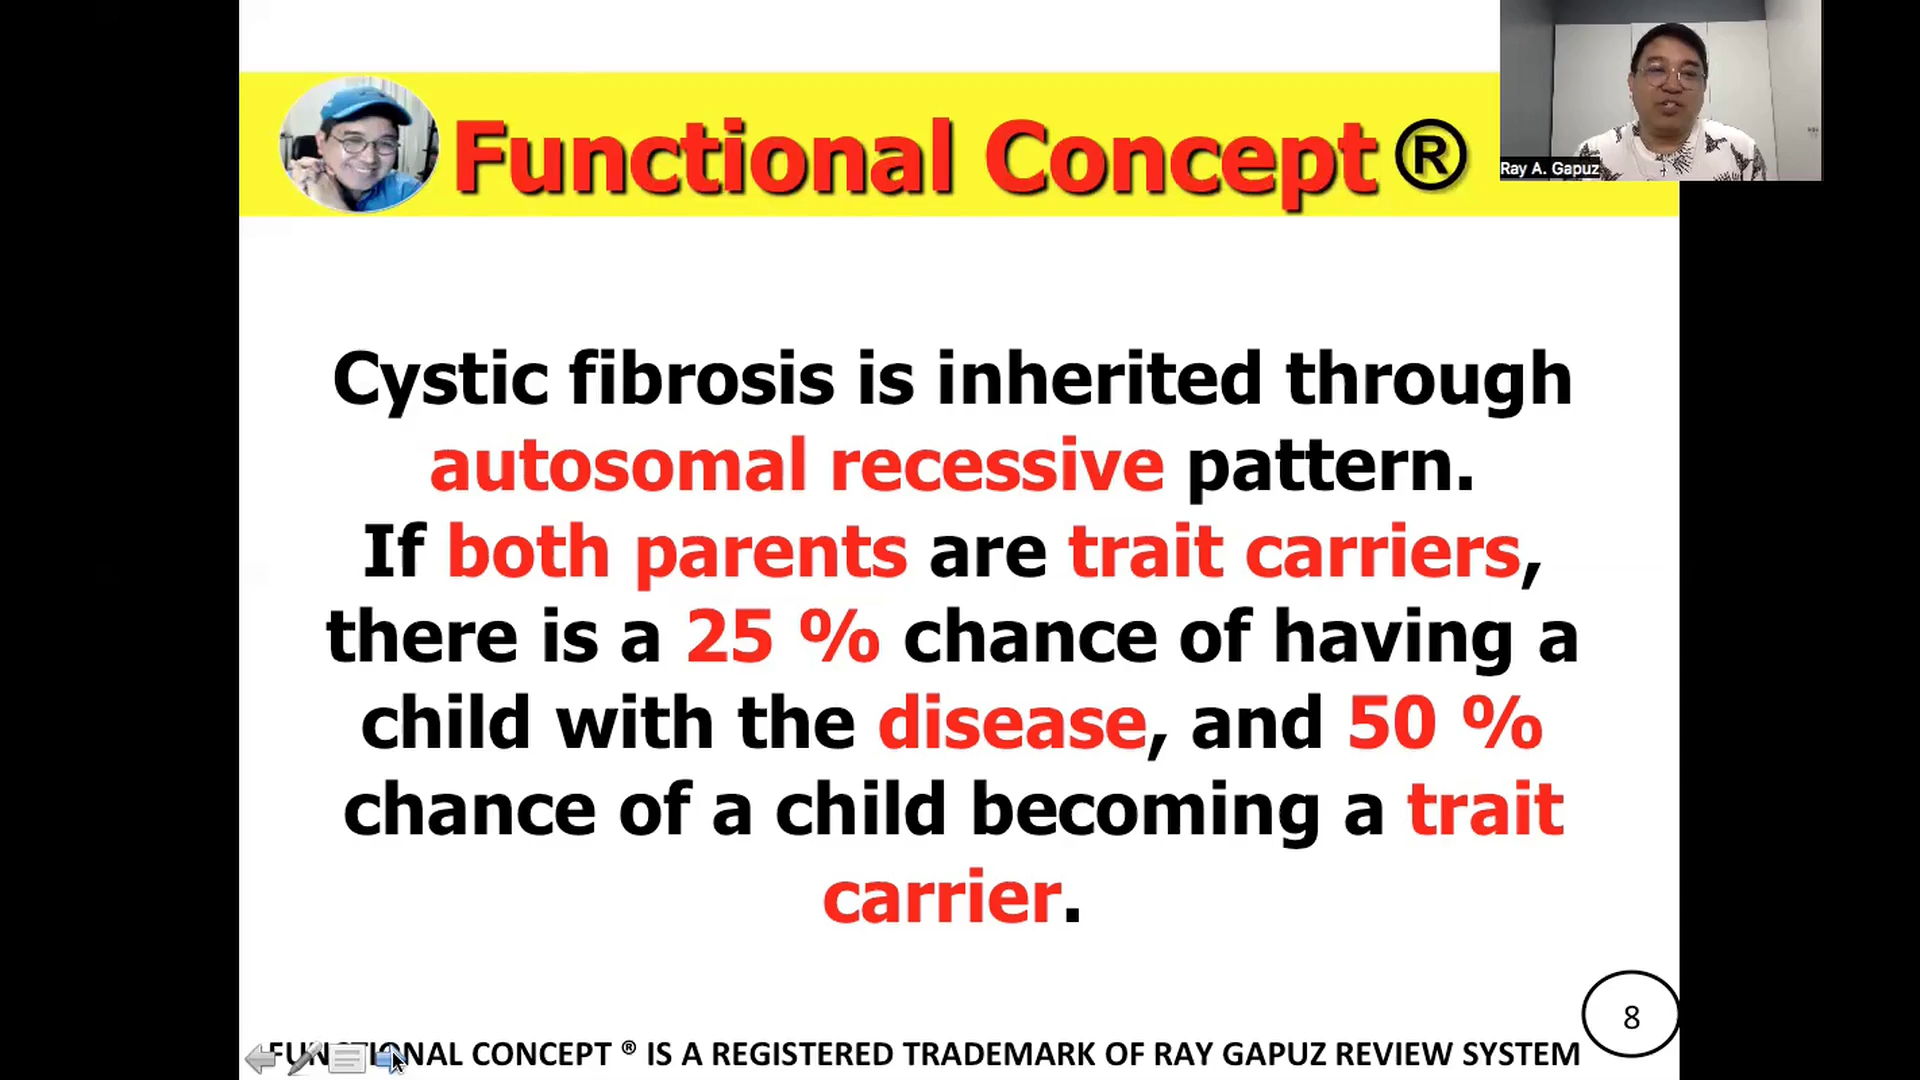 Functional Concept ®
Ray A. Gapuz
Cystic fibrosis is inherited through
autosomal recessive pattern.
If both parents are trait carriers,
there is a 25 % chance of having a
child with the disease, and 50 %
chance of a child becoming a trait
carrier.
8
FUNCTIONAL CONCEPT ® IS A REGISTERED TRADEMARK OF RAY GAPUZ REVIEW SYSTEM